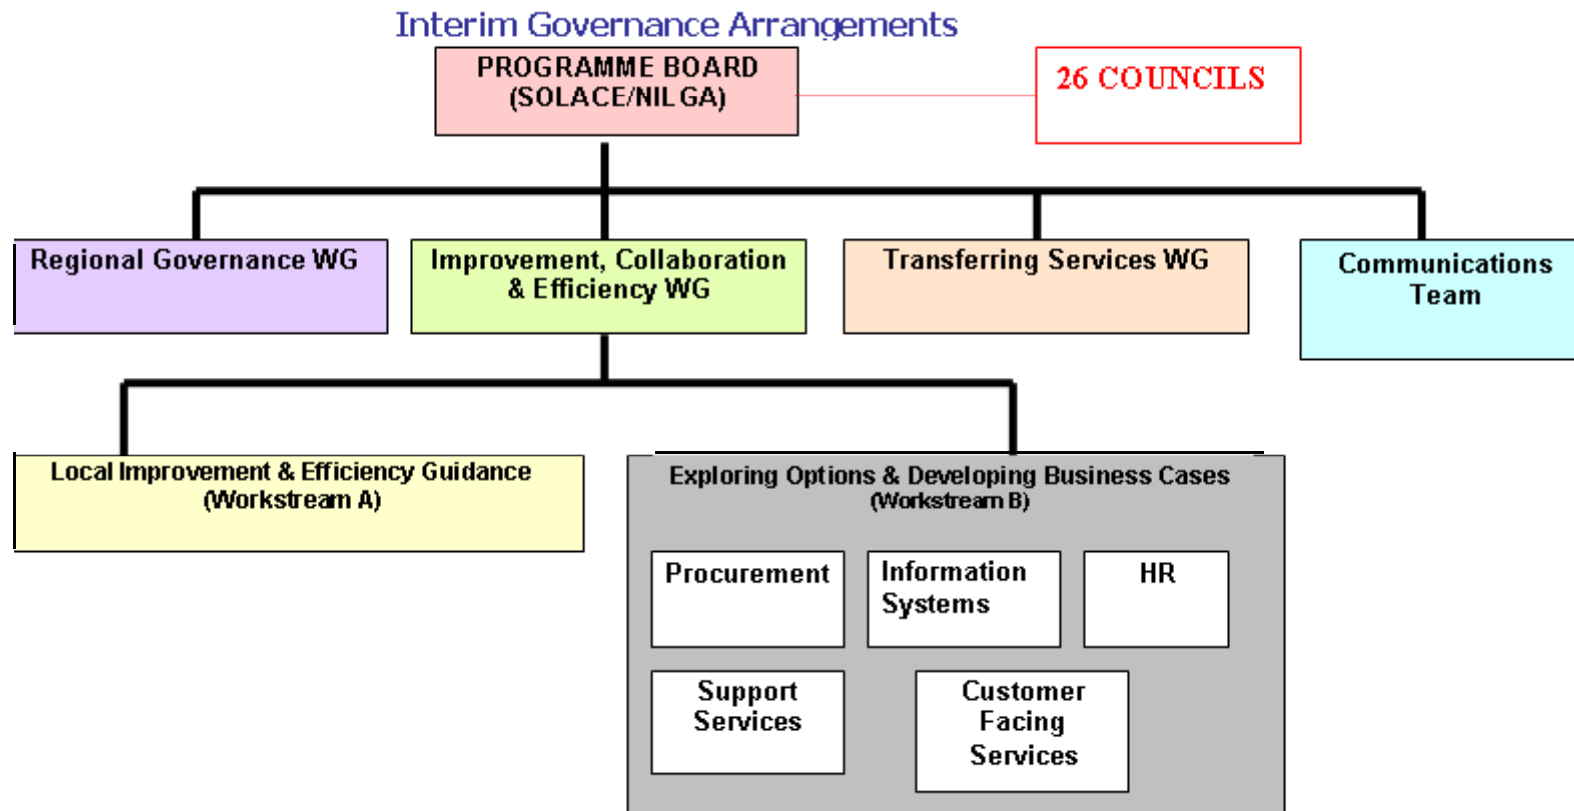 Interim Governance Arrangements
PROGRAMME BOARD
(SOLACE/NILGA)
26 COUNCILS
Regional Governance WG
Improvement, Collaboration
& Efficiency WG
Transferring Services WG
Communications
Team
Local Improvement & Efficiency Guidance
(Workstream A)
Exploring Options & Developing Business Cases
(Workstream B)
Procurement
Information
Systems
HR
Support
Services
Customer
Facing
Services